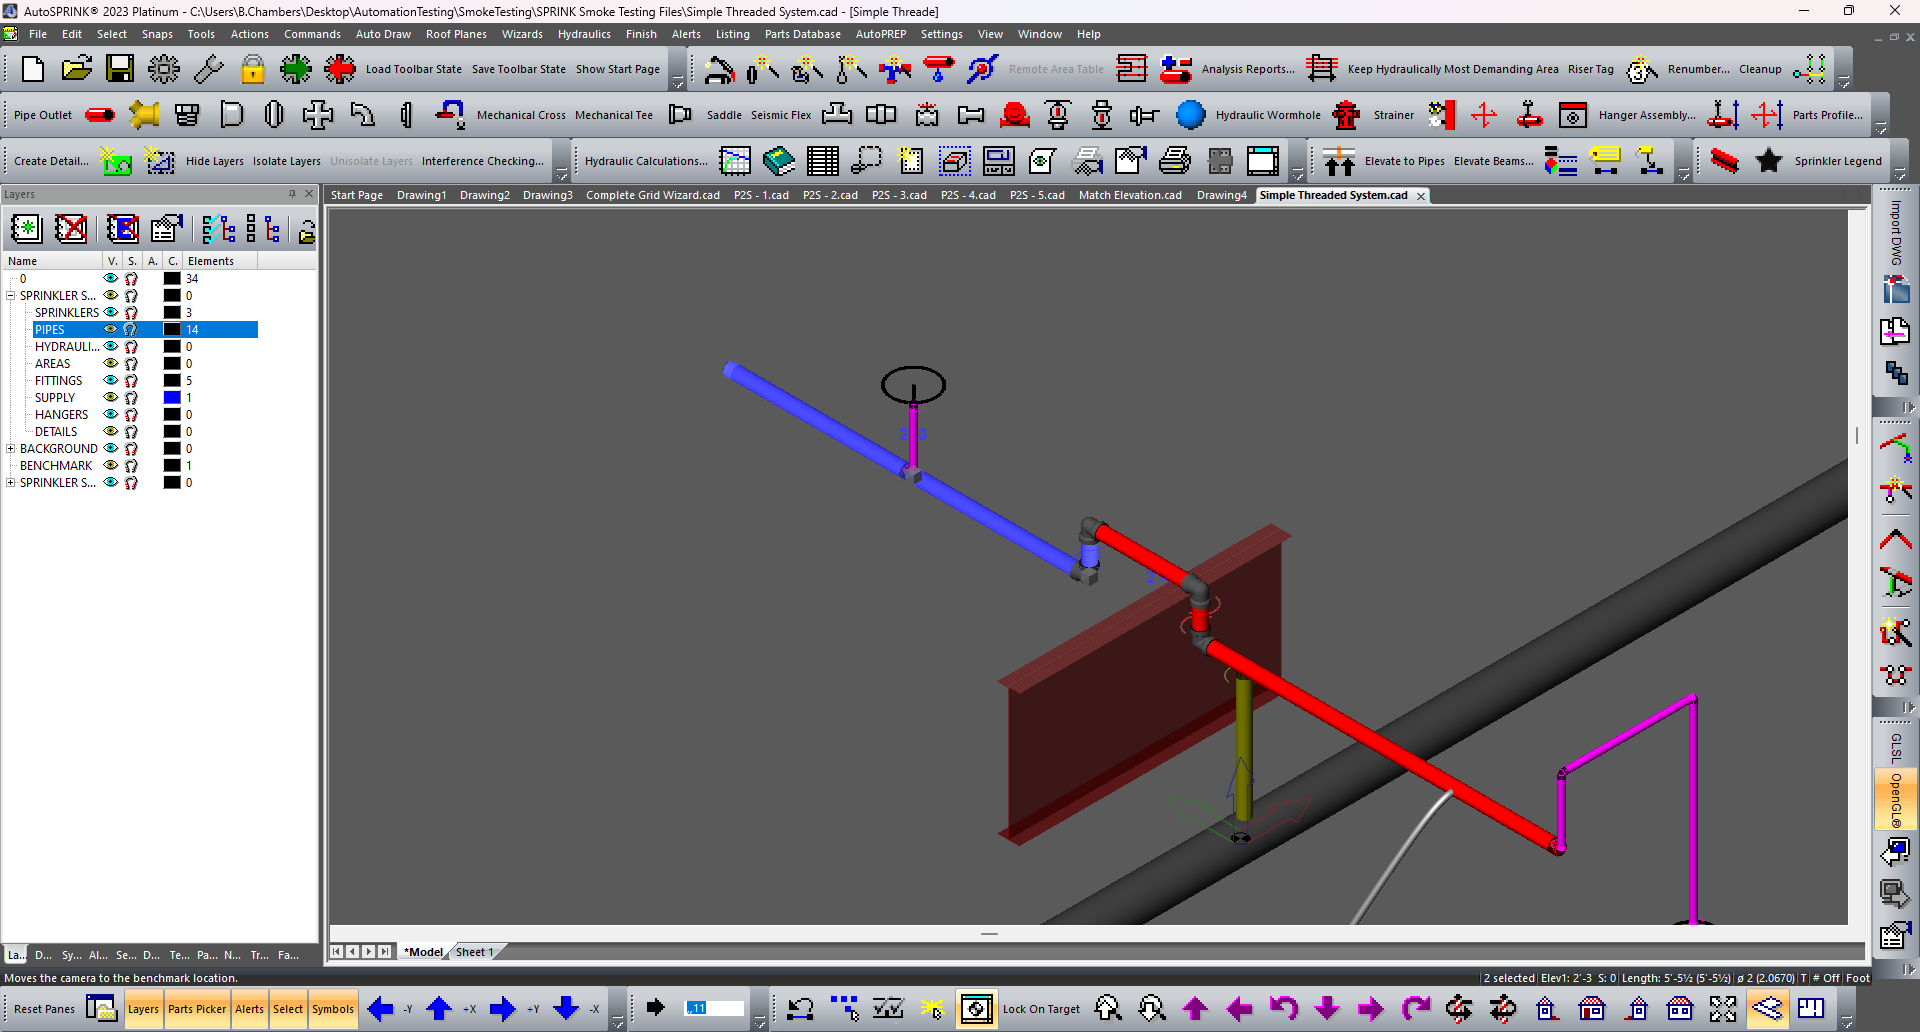 AutoSPRINK® 2023 Platinum - C:\Users\B.Chambers\Desktop\AutomationTesting\SmokeTesting\SPRINK Smoke Testing Files\Simple Threaded System.cad - [Simple Threade]
File Edit Select Snaps Tools Actions Commands Auto Draw Roof Planes Wizards Hydraulics Finish Alerts Listing Parts Database AutoPREP Settings View Window Help
Load Toolbar State Save Toolbar State Show Start Page Remote Area Table Analysis Reports... Keep Hydraulically Most Demanding Area Riser Tag Renumber... Cleanup
Pipe Outlet Mechanical Cross Mechanical Tee Saddle Seismic Flex Hydraulic Wormhole Strainer Hanger Assembly... Parts Profile...
Create Detail... Hide Layers Isolate Layers Unisolate Layers Interference Checking... Hydraulic Calculations... Elevate to Pipes Elevate Beams... Sprinkler Legend
Layers
Start Page Drawing1 Drawing2 Drawing3 Complete Grid Wizard.cad P2S - 1.cad P2S - 2.cad P2S - 3.cad P2S - 4.cad P2S - 5.cad Match Elevation.cad Drawing4 Simple Threaded System.cad
Name V. S. A. C. Elements
0 34
SPRINKLER S... 0
SPRINKLERS 3
PIPES 14
HYDRAULI... 0
AREAS 0
FITTINGS 5
SUPPLY 1
HANGERS 0
DETAILS 0
BACKGROUND 0
BENCHMARK 1
SPRINKLER S... 0
Import DWG
GLSL
OpenGL®
*Model Sheet 1
La... D... Sy... Al... Se... D... Te... Pa... N... Tr... Fa...
Moves the camera to the benchmark location.
2 selected Elev1: 2'-3 S: 0 Length: 5'-5½ (5'-5½) ø 2 (2.0670) T # Off Foot
Reset Panes Layers Parts Picker Alerts Select Symbols -Y +X +Y -X ,,11 Lock On Target